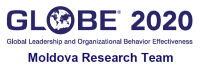 GLOBE® 2020
Global Leadership and Organizational Behavior Effectiveness
Moldova Research Team